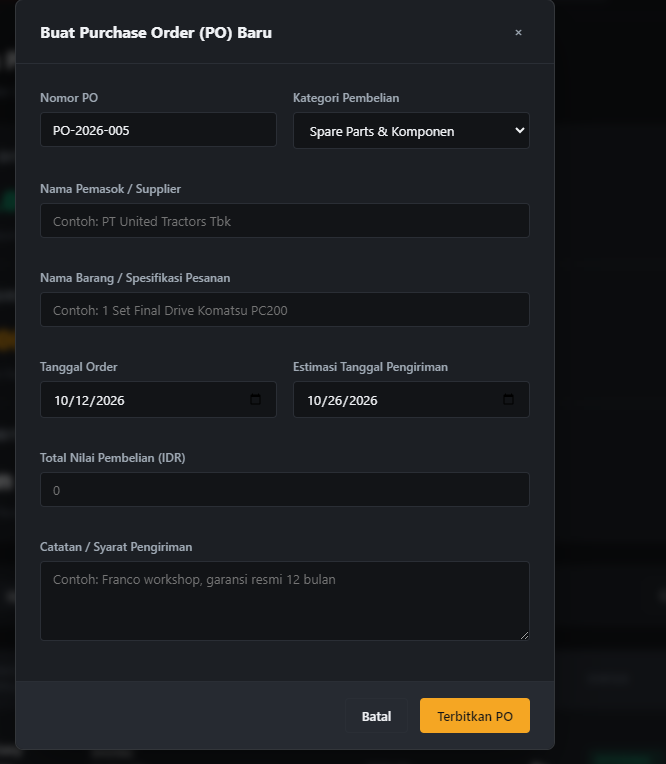 Buat Purchase Order (PO) Baru
×
Nomor PO
Kategori Pembelian
PO-2026-005
Spare Parts & Komponen
Nama Pemasok / Supplier
Contoh: PT United Tractors Tbk
Nama Barang / Spesifikasi Pesanan
Contoh: 1 Set Final Drive Komatsu PC200
Tanggal Order
Estimasi Tanggal Pengiriman
10/12/2026
10/26/2026
Total Nilai Pembelian (IDR)
0
Catatan / Syarat Pengiriman
Contoh: Franco workshop, garansi resmi 12 bulan
Batal
Terbitkan PO